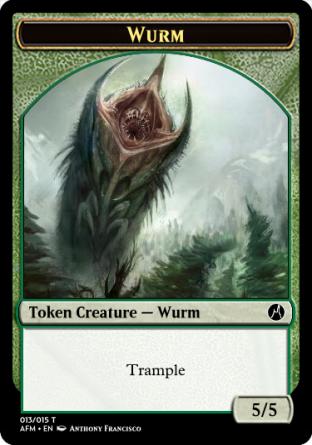 Wurm
Token Creature — Wurm
Trample
5/5
013/015 T
AFM • EN Anthony Francisco